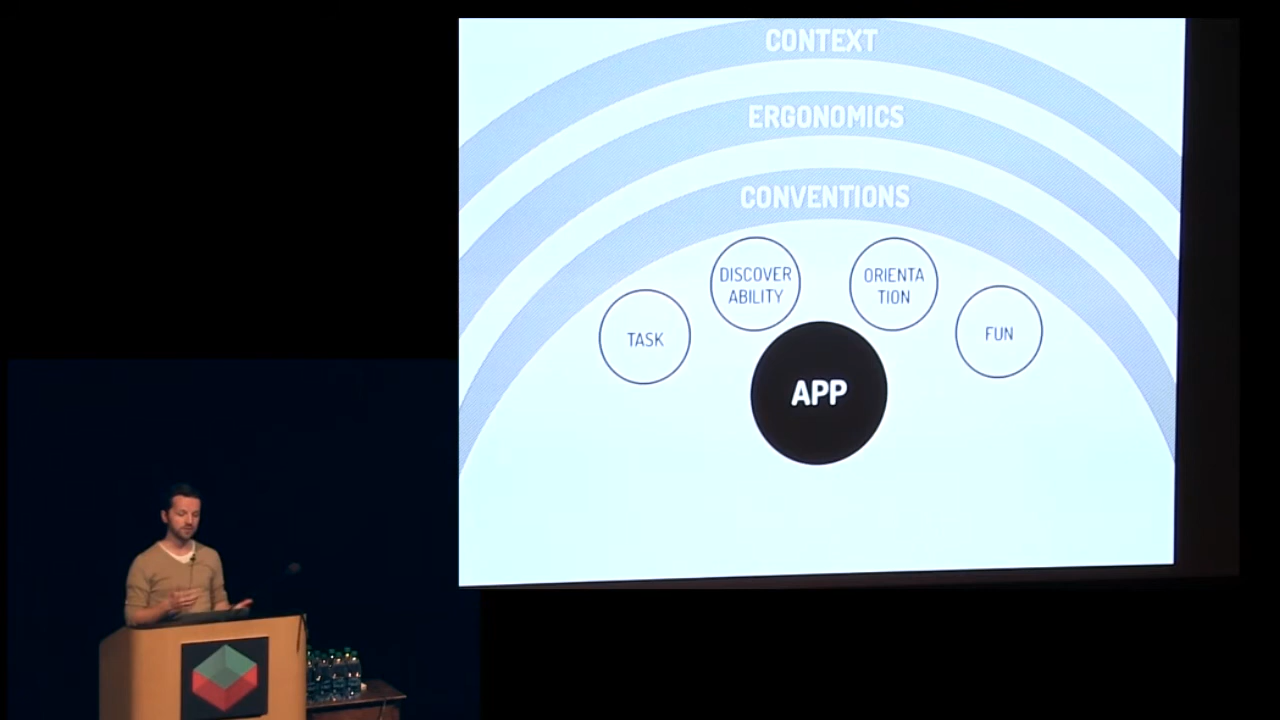 CONTEXT
ERGONOMICS
CONVENTIONS
DISCOVER
ABILITY
ORIENTA
TION
TASK
FUN
APP